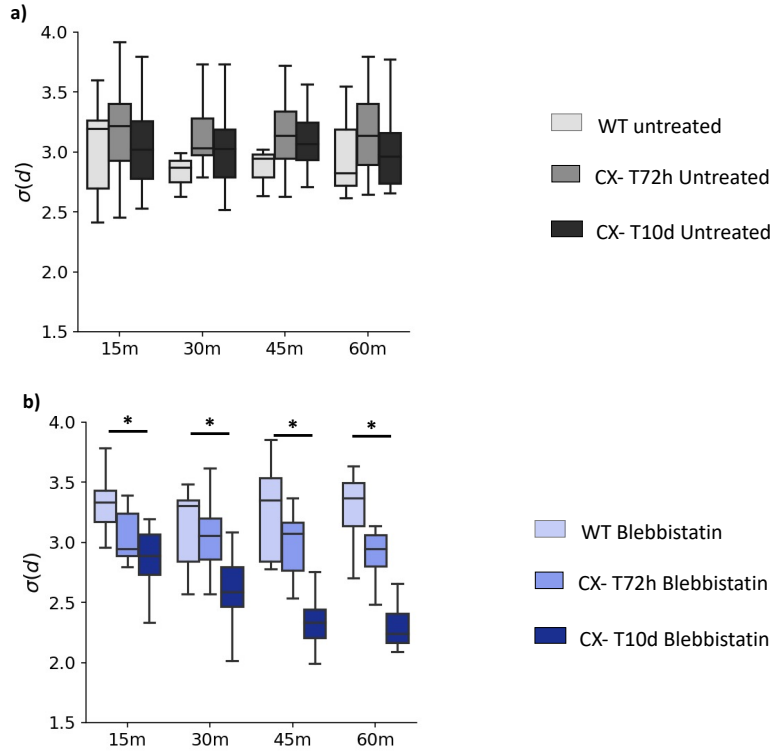 a)
4.0
3.5
3.0
2.5
2.0
1.5
σ(d)
15m 30m 45m 60m
WT untreated
CX- T72h Untreated
CX- T10d Untreated
b)
4.0
3.5
3.0
2.5
2.0
1.5
σ(d)
* * * *
15m 30m 45m 60m
WT Blebbistatin
CX- T72h Blebbistatin
CX- T10d Blebbistatin